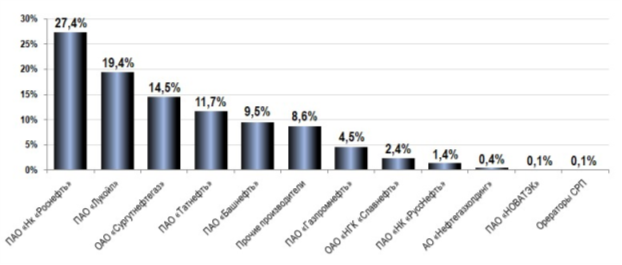 30%
25%
20%
15%
10%
5%
0%
27,4%
19,4%
14,5%
11,7%
9,5%
8,6%
4,5%
2,4%
1,4%
0,4%
0,1%
0,1%
ПАО «Нк «Роснефть»
ПАО «Лукойл»
ОАО «Сургутнефтегаз»
ПАО «Татнефть»
ПАО «Башнефть»
Прочие производители
ПАО «Газпромнефть»
ОАО «НГК «Славнефть»
ПАО «НК «РуссНефть»
АО «Нефтегазхолдинг»
ПАО «НОВАТЭК»
Орераторы СРП